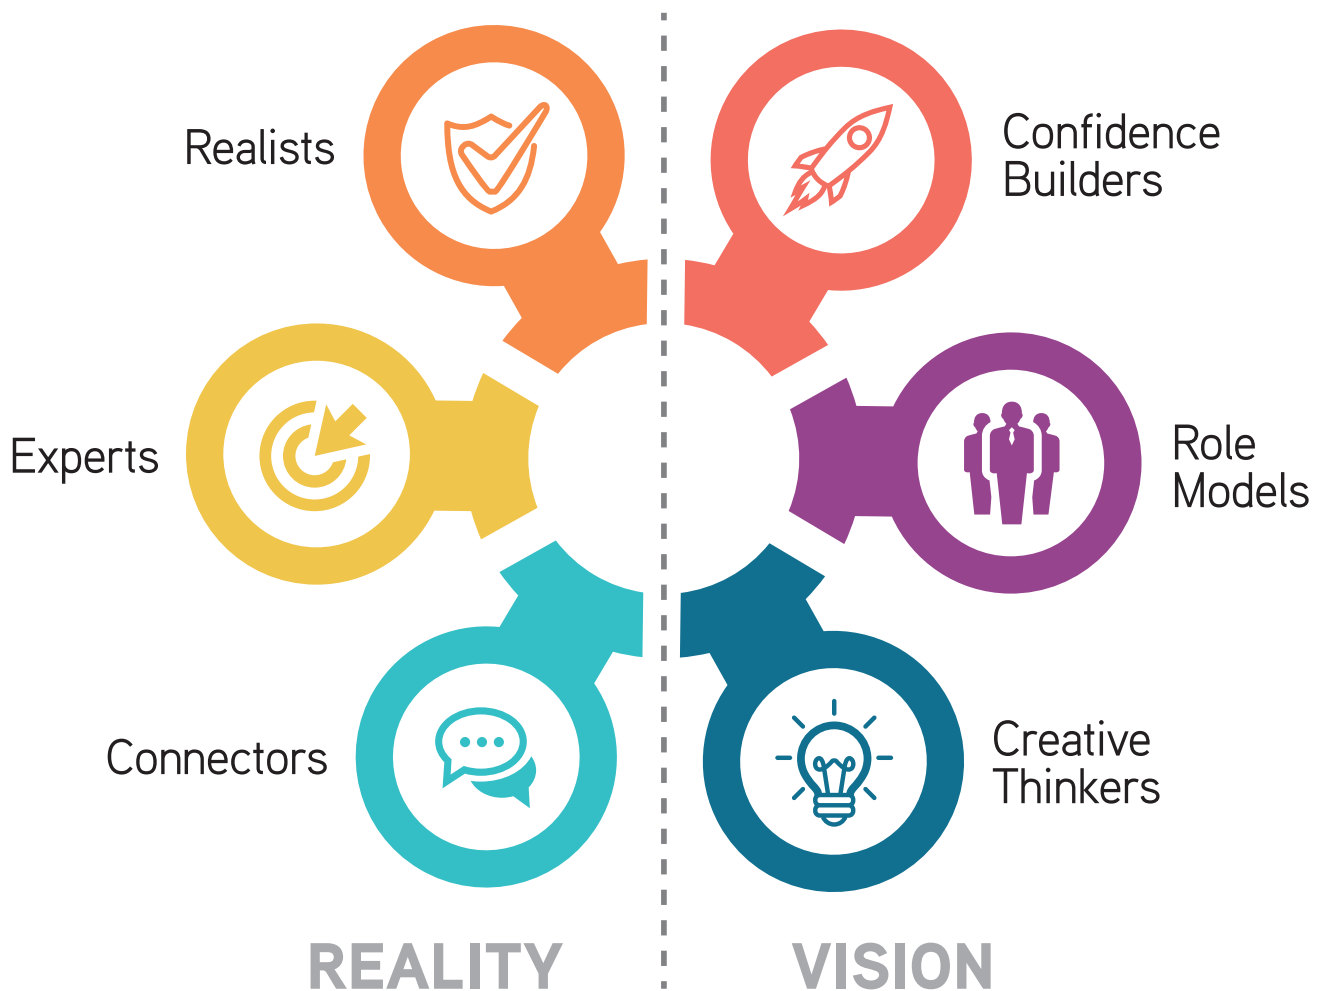 Realists
Confidence
Builders
Experts
Role
Models
Connectors
Creative
Thinkers
REALITY
VISION